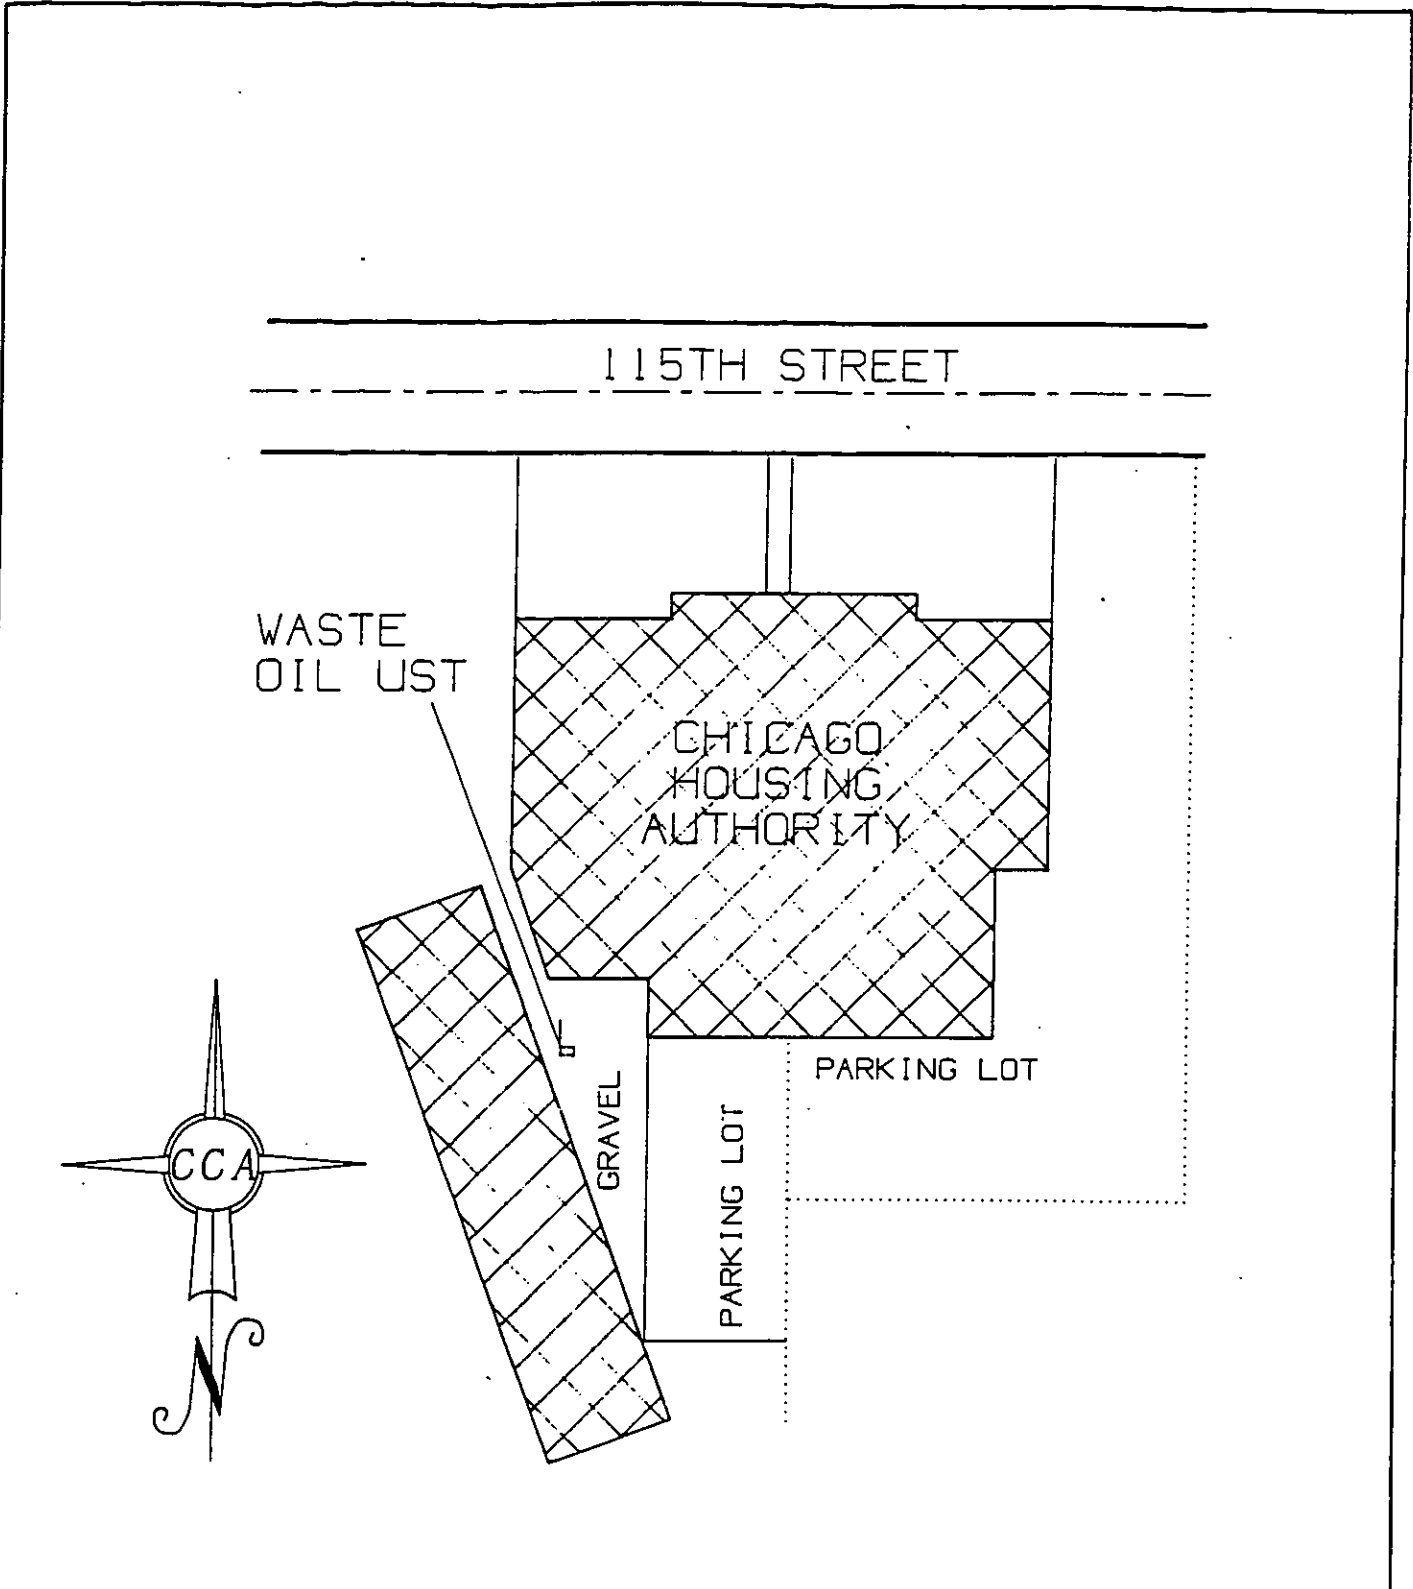 115TH STREET
WASTE
OIL UST
CHICAGO
HOUSING
AUTHORITY
PARKING LOT
GRAVEL
PARKING LOT
CCA
N